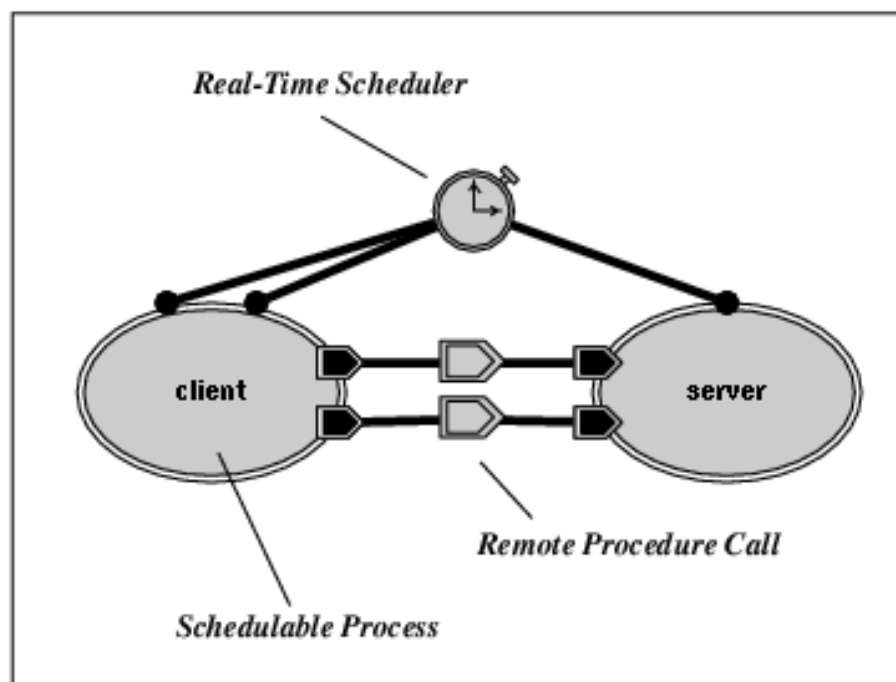 Real-Time Scheduler
client
server
Remote Procedure Call
Schedulable Process